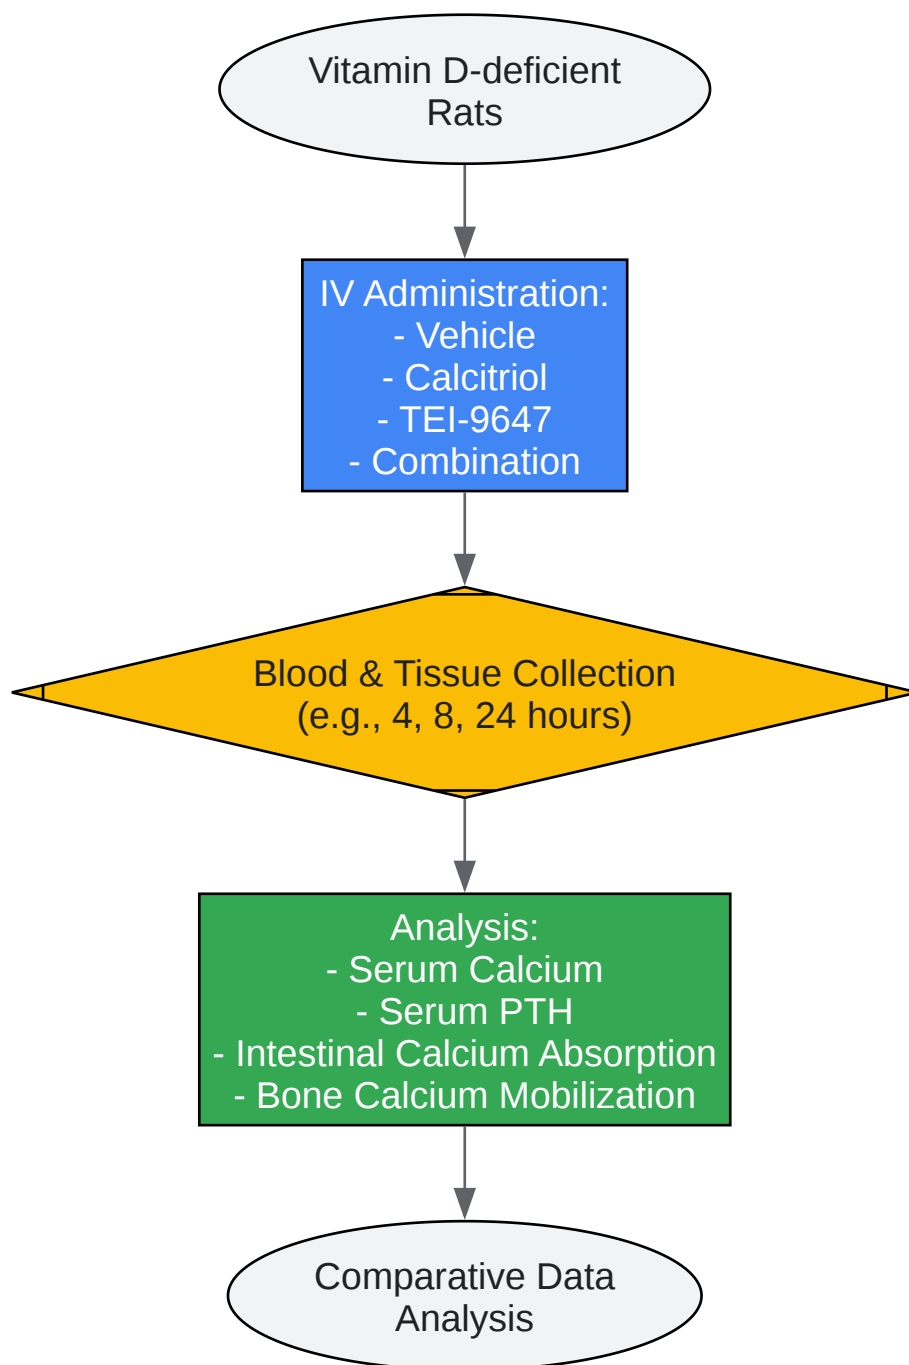 Vitamin D-deficient
Rats
IV Administration:
- Vehicle
- Calcitriol
- TEI-9647
- Combination
Blood & Tissue Collection
(e.g., 4, 8, 24 hours)
Analysis:
- Serum Calcium
- Serum PTH
- Intestinal Calcium Absorption
- Bone Calcium Mobilization
Comparative Data
Analysis